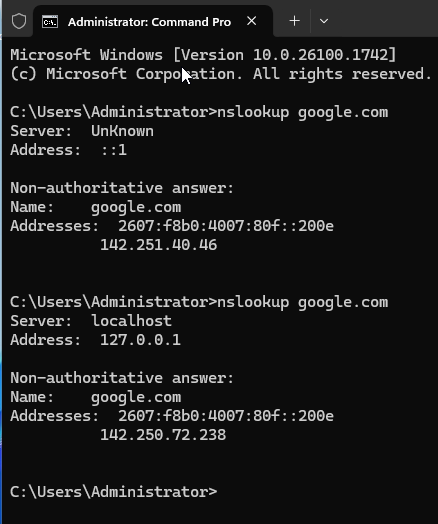 Administrator: Command Pro
Microsoft Windows [Version 10.0.26100.1742]
(c) Microsoft Corporation. All rights reserved.
C:\Users\Administrator>nslookup google.com
Server:  UnKnown
Address:  ::1
Non-authoritative answer:
Name:    google.com
Addresses:  2607:f8b0:4007:80f::200e
          142.251.40.46
C:\Users\Administrator>nslookup google.com
Server:  localhost
Address:  127.0.0.1
Non-authoritative answer:
Name:    google.com
Addresses:  2607:f8b0:4007:80f::200e
          142.250.72.238
C:\Users\Administrator>